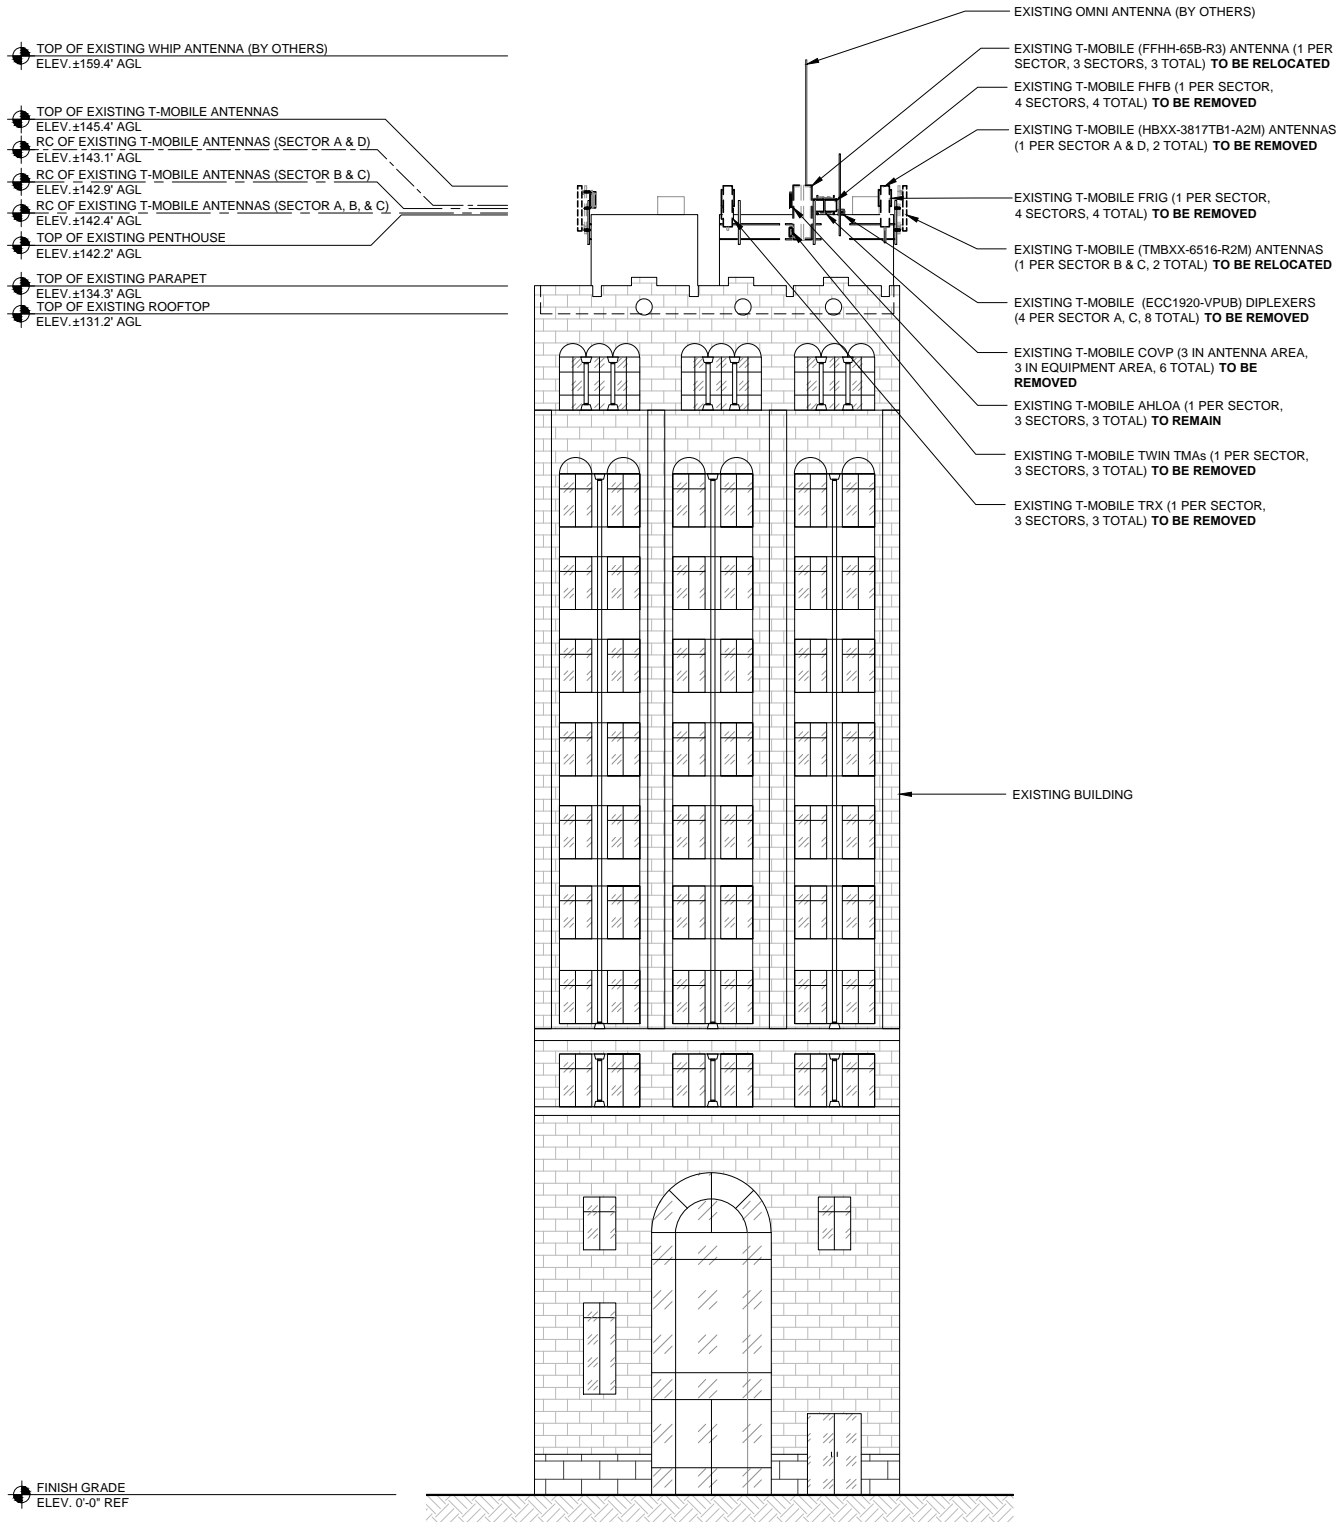 TOP OF EXISTING WHIP ANTENNA (BY OTHERS)
ELEV.±159.4' AGL
TOP OF EXISTING T-MOBILE ANTENNAS
ELEV.±145.4' AGL
RC OF EXISTING T-MOBILE ANTENNAS (SECTOR A & D)
ELEV.±143.1' AGL
RC OF EXISTING T-MOBILE ANTENNAS (SECTOR B & C)
ELEV.±142.9' AGL
RC OF EXISTING T-MOBILE ANTENNAS (SECTOR A, B, & C)
ELEV.±142.4' AGL
TOP OF EXISTING PENTHOUSE
ELEV.±142.2' AGL
TOP OF EXISTING PARAPET
ELEV.±134.3' AGL
TOP OF EXISTING ROOFTOP
ELEV.±131.2' AGL
EXISTING OMNI ANTENNA (BY OTHERS)
EXISTING T-MOBILE (FFHH-65B-R3) ANTENNA (1 PER
SECTOR, 3 SECTORS, 3 TOTAL) TO BE RELOCATED
EXISTING T-MOBILE FHFB (1 PER SECTOR,
4 SECTORS, 4 TOTAL) TO BE REMOVED
EXISTING T-MOBILE (HBXX-3817TB1-A2M) ANTENNAS
(1 PER SECTOR A & D, 2 TOTAL) TO BE REMOVED
EXISTING T-MOBILE FRIG (1 PER SECTOR,
4 SECTORS, 4 TOTAL) TO BE REMOVED
EXISTING T-MOBILE (TMBXX-6516-R2M) ANTENNAS
(1 PER SECTOR B & C, 2 TOTAL) TO BE RELOCATED
EXISTING T-MOBILE (ECC1920-VPUB) DIPLEXERS
(4 PER SECTOR A, C, 8 TOTAL) TO BE REMOVED
EXISTING T-MOBILE COVP (3 IN ANTENNA AREA,
3 IN EQUIPMENT AREA, 6 TOTAL) TO BE
REMOVED
EXISTING T-MOBILE AHLOA (1 PER SECTOR,
3 SECTORS, 3 TOTAL) TO REMAIN
EXISTING T-MOBILE TWIN TMAs (1 PER SECTOR,
3 SECTORS, 3 TOTAL) TO BE REMOVED
EXISTING T-MOBILE TRX (1 PER SECTOR,
3 SECTORS, 3 TOTAL) TO BE REMOVED
EXISTING BUILDING
FINISH GRADE
ELEV. 0'-0" REF